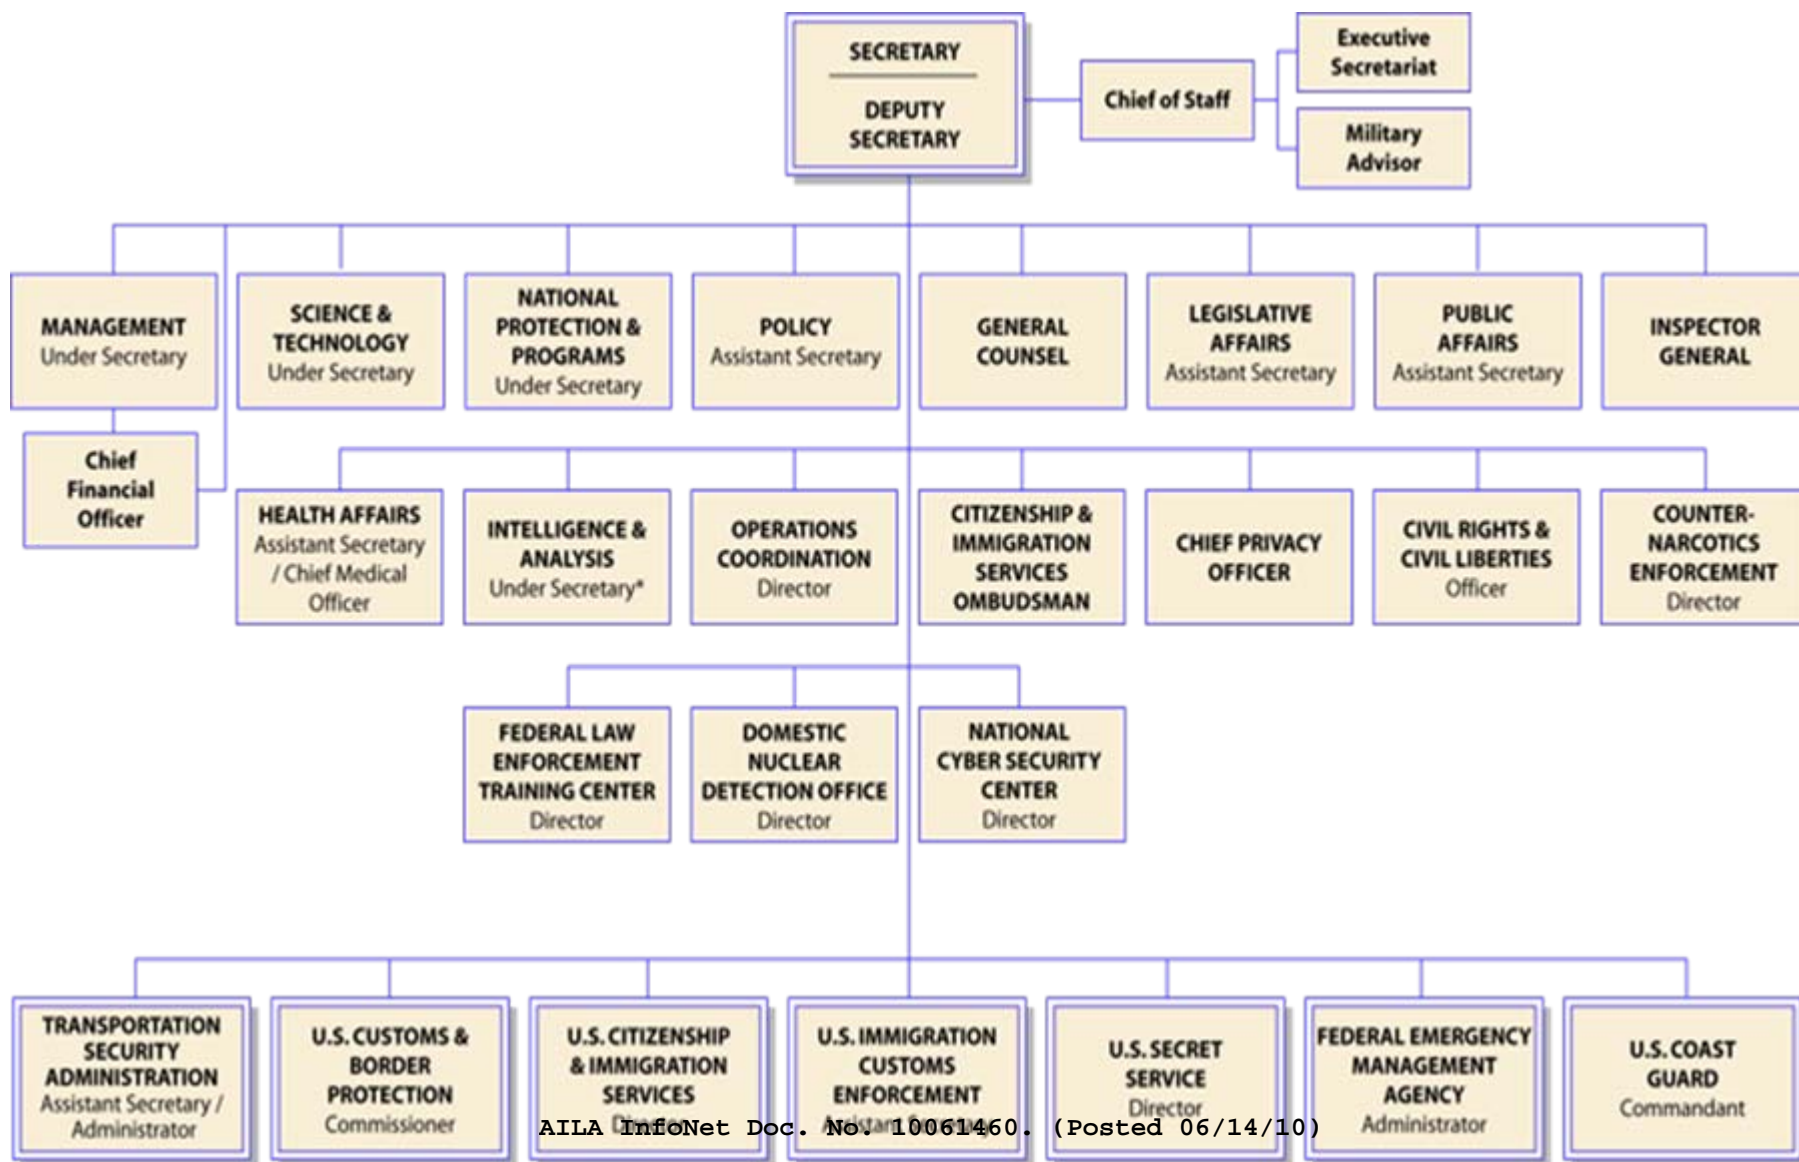 SECRETARY
DEPUTY
SECRETARY
Chief of Staff
Executive
Secretariat
Military
Advisor
MANAGEMENT
Under Secretary
SCIENCE &
TECHNOLOGY
Under Secretary
NATIONAL
PROTECTION &
PROGRAMS
Under Secretary
POLICY
Assistant Secretary
GENERAL
COUNSEL
LEGISLATIVE
AFFAIRS
Assistant Secretary
PUBLIC
AFFAIRS
Assistant Secretary
INSPECTOR
GENERAL
Chief
Financial
Officer
HEALTH AFFAIRS
Assistant Secretary
/ Chief Medical
Officer
INTELLIGENCE &
ANALYSIS
Under Secretary*
OPERATIONS
COORDINATION
Director
CITIZENSHIP &
IMMIGRATION
SERVICES
OMBUDSMAN
CHIEF PRIVACY
OFFICER
CIVIL RIGHTS &
CIVIL LIBERTIES
Officer
COUNTER-
NARCOTICS
ENFORCEMENT
Director
FEDERAL LAW
ENFORCEMENT
TRAINING CENTER
Director
DOMESTIC
NUCLEAR
DETECTION OFFICE
Director
NATIONAL
CYBER SECURITY
CENTER
Director
TRANSPORTATION
SECURITY
ADMINISTRATION
Assistant Secretary /
Administrator
U.S. CUSTOMS &
BORDER
PROTECTION
Commissioner
U.S. CITIZENSHIP
& IMMIGRATION
SERVICES
Director
U.S. IMMIGRATION
CUSTOMS
ENFORCEMENT
Assistant Secretary
U.S. SECRET
SERVICE
Director
FEDERAL EMERGENCY
MANAGEMENT
AGENCY
Administrator
U.S. COAST
GUARD
Commandant
AILA InfoNet Doc. No. 10061460. (Posted 06/14/10)